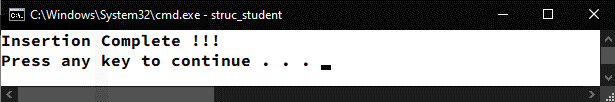 C:\Windows\System32\cmd.exe - struc_student
Insertion Complete !!!
Press any key to continue . . .